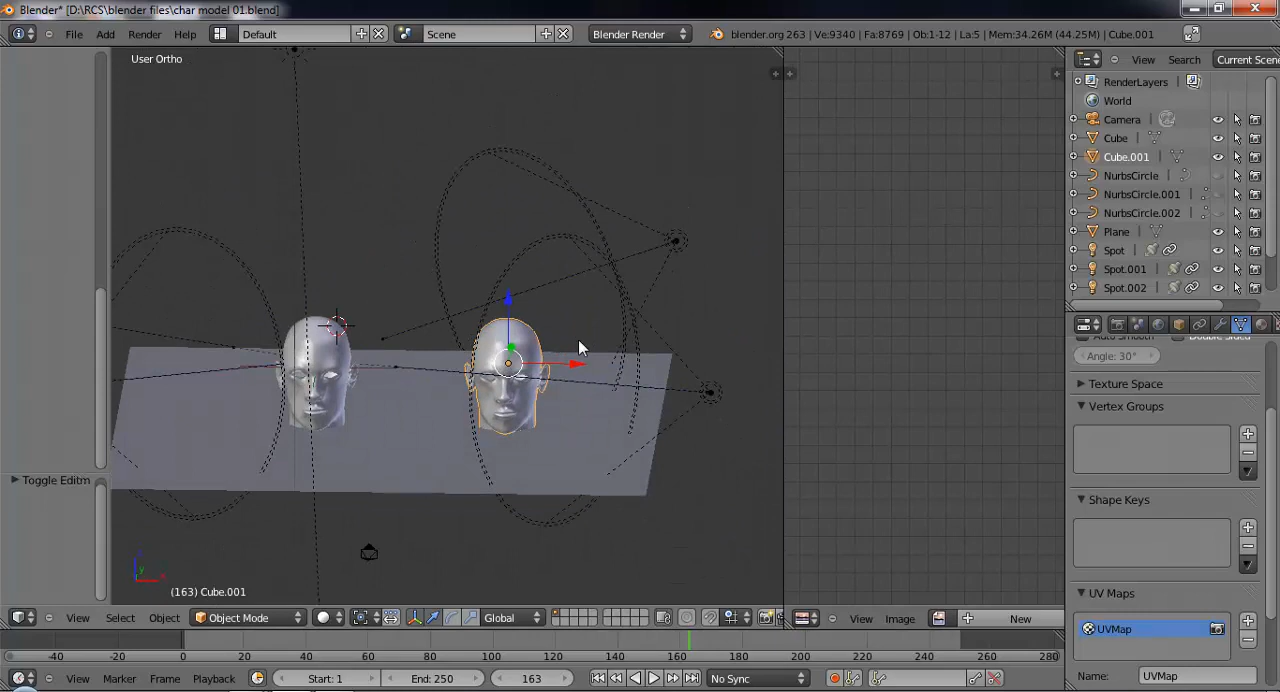 Blender* [D:\RCS\blender files\char model 01.blend]
File Add Render Help Default Scene Blender Render blender.org 263 | Ve:9340 | Fa:8769 | Ob:1-12 | La:5 | Mem:34.26M (44.25M) | Cube.001
User Ortho
View Search Current Scene
RenderLayers
World
Camera
Cube
Cube.001
NurbsCircle
NurbsCircle.001
NurbsCircle.002
Plane
Spot
Spot.001
Spot.002
Auto Smooth Double Sided
Angle: 30°
Texture Space
Vertex Groups
Toggle Editm
Shape Keys
z
y
x
(163) Cube.001
UV Maps
UVMap
View Select Object Object Mode Global View Image New
-40 -20 0 20 40 60 80 100 120 140 160 180 200 220 240 260 280
View Marker Frame Playback Start: 1 End: 250 163 No Sync
Name: UVMap